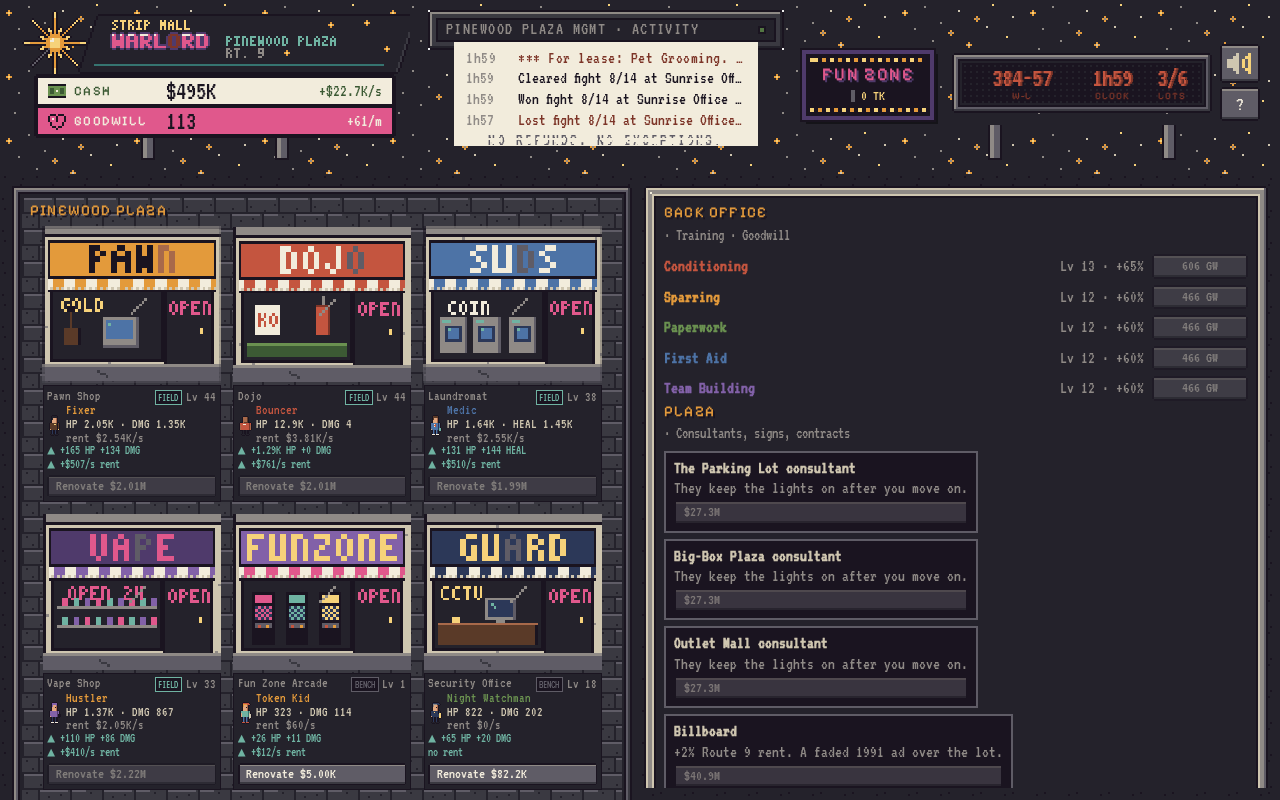 STRIP MALL
WARLORD
PINEWOOD PLAZA
RT. 9
CASH $495K +$22.7K/s
GOODWILL 113 +61/m
PINEWOOD PLAZA MGMT · ACTIVITY
1h59 *** For lease: Pet Grooming. …
1h59 Cleared fight 8/14 at Sunrise Off…
1h59 Won fight 8/14 at Sunrise Office …
1h57 Lost fight 8/14 at Sunrise Office…
NO REFUNDS. NO EXCEPTIONS.
FUN ZONE
0 TK
384-57 1h59 3/6
W-L CLOCK LOTS
?
PINEWOOD PLAZA
PAWN
GOLD
OPEN
DOJO
KO
OPEN
SUDS
COIN
OPEN
Pawn Shop FIELD Lv 44
Fixer
HP 2.05K · DMG 1.35K
rent $2.54K/s
▲ +165 HP +134 DMG
▲ +$507/s rent
Renovate $2.01M
Dojo FIELD Lv 44
Bouncer
HP 12.9K · DMG 4
rent $3.81K/s
▲ +1.29K HP +0 DMG
▲ +$761/s rent
Renovate $2.01M
Laundromat FIELD Lv 38
Medic
HP 1.64K · HEAL 1.45K
rent $2.55K/s
▲ +131 HP +144 HEAL
▲ +$510/s rent
Renovate $1.99M
VAPE
OPEN 24
OPEN
FUNZONE
OPEN
GUARD
CCTV
OPEN
Vape Shop FIELD Lv 33
Hustler
HP 1.37K · DMG 867
rent $2.05K/s
▲ +110 HP +86 DMG
▲ +$410/s rent
Renovate $2.22M
Fun Zone Arcade BENCH Lv 1
Token Kid
HP 323 · DMG 114
rent $60/s
▲ +26 HP +11 DMG
▲ +$12/s rent
Renovate $5.00K
Security Office BENCH Lv 18
Night Watchman
HP 822 · DMG 202
rent $0/s
▲ +65 HP +20 DMG
no rent
Renovate $82.2K
BACK OFFICE
· Training · Goodwill
Conditioning Lv 13 · +65% 606 GW
Sparring Lv 12 · +60% 466 GW
Paperwork Lv 12 · +60% 466 GW
First Aid Lv 12 · +60% 466 GW
Team Building Lv 12 · +60% 466 GW
PLAZA
· Consultants, signs, contracts
The Parking Lot consultant
They keep the lights on after you move on.
$27.3M
Big-Box Plaza consultant
They keep the lights on after you move on.
$27.3M
Outlet Mall consultant
They keep the lights on after you move on.
$27.3M
Billboard
+2% Route 9 rent. A faded 1991 ad over the lot.
$40.9M